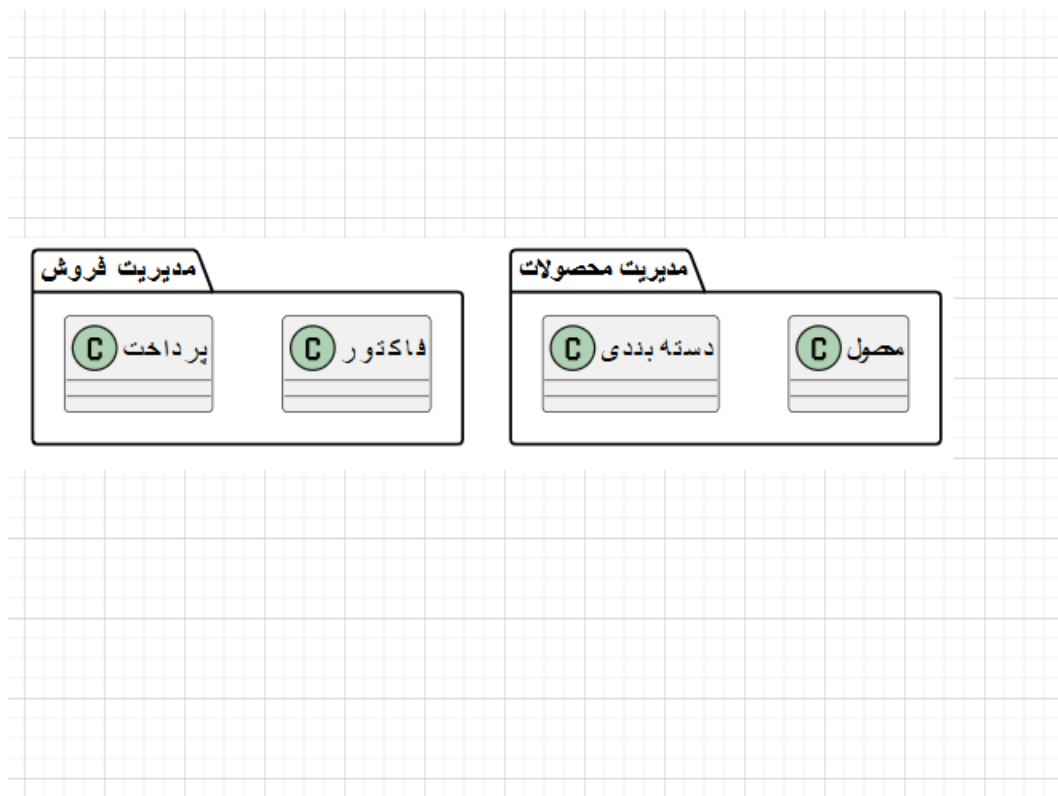 مدیریت فروش
C پرداخت
C فاکتور
مدیریت محصولات
C دسته بندی
C محصول